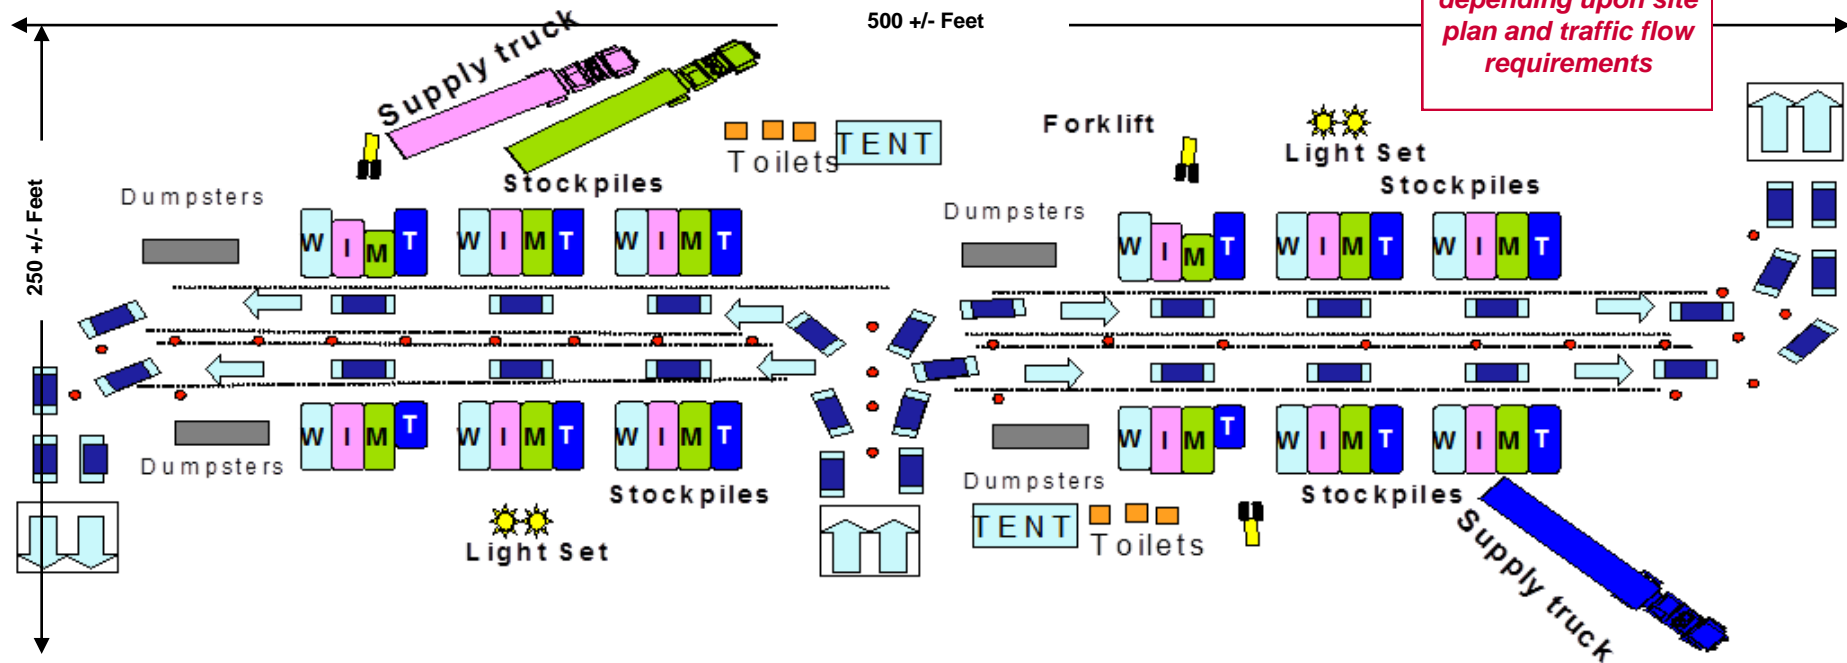 500 +/- Feet
depending upon site
plan and traffic flow
requirements
250 +/- Feet
Supply truck
Toilets
TENT
Forklift
Light Set
Stockpiles
Stockpiles
Dumpsters
Dumpsters
W I M T
W I M T
W I M T
W I M T
W I M T
W I M T
W I M T
W I M T
W I M T
W I M T
W I M T
W I M T
Dumpsters
Stockpiles
Light Set
Dumpsters
TENT
Toilets
Stockpiles
Supply truck